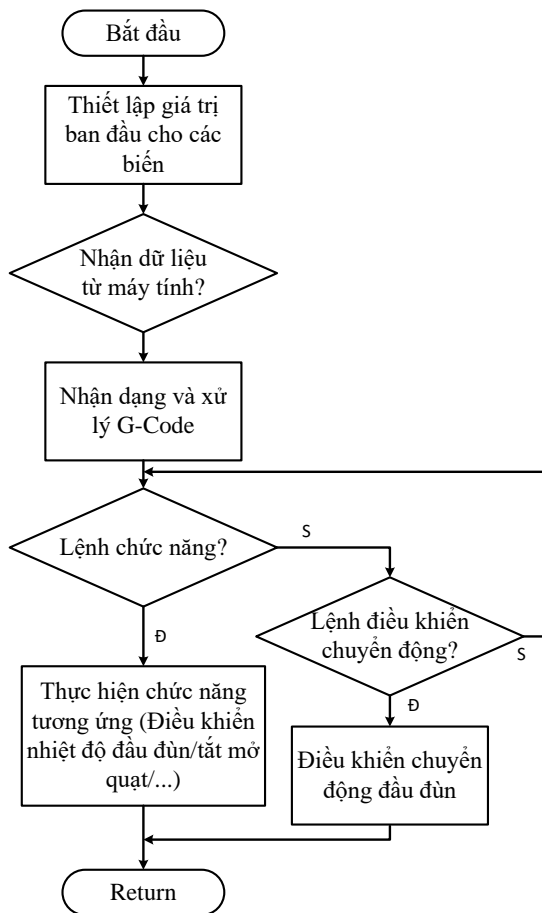 Bắt đầu
Thiết lập giá trị
ban đầu cho các
biến
Nhận dữ liệu
từ máy tính?
Nhận dạng và xử
lý G-Code
Lệnh chức năng?
S
Lệnh điều khiển
chuyển động?
S
Đ
Đ
Thực hiện chức năng
tương ứng (Điều khiển
nhiệt độ đầu đùn/tắt mở
quạt/...)
Điều khiển chuyển
động đầu đùn
Return